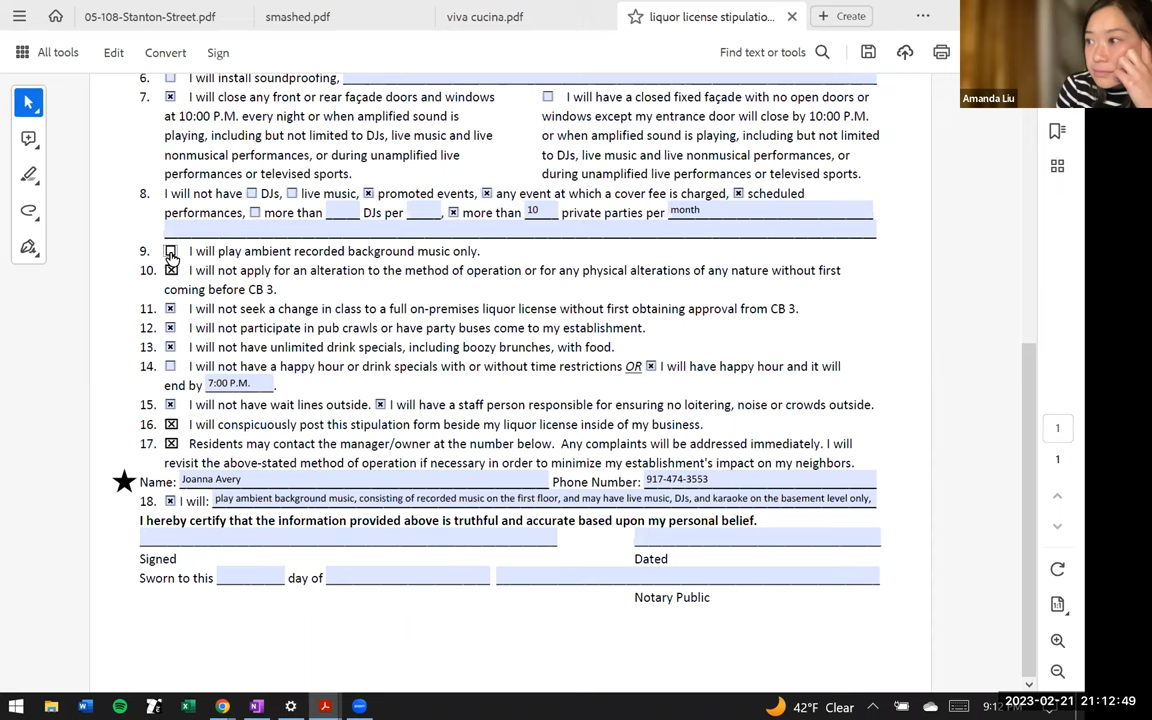 05-108-Stanton-Street.pdf
smashed.pdf
viva cucina.pdf
liquor license stipulatio...
Create
All tools
Edit
Convert
Sign
Find text or tools
Amanda Liu
6. I will install soundproofing,
7. I will close any front or rear façade doors and windows
at 10:00 P.M. every night or when amplified sound is
playing, including but not limited to DJs, live music and live
nonmusical performances, or during unamplified live
performances or televised sports.
I will have a closed fixed façade with no open doors or
windows except my entrance door will close by 10:00 P.M.
or when amplified sound is playing, including but not limited
to DJs, live music and live nonmusical performances, or
during unamplified live performances or televised sports.
8. I will not have DJs, live music, promoted events, any event at which a cover fee is charged, scheduled
performances, more than DJs per , more than 10 private parties per month
9. I will play ambient recorded background music only.
10. I will not apply for an alteration to the method of operation or for any physical alterations of any nature without first
coming before CB 3.
11. I will not seek a change in class to a full on-premises liquor license without first obtaining approval from CB 3.
12. I will not participate in pub crawls or have party buses come to my establishment.
13. I will not have unlimited drink specials, including boozy brunches, with food.
14. I will not have a happy hour or drink specials with or without time restrictions OR I will have happy hour and it will
end by 7:00 P.M. .
15. I will not have wait lines outside. I will have a staff person responsible for ensuring no loitering, noise or crowds outside.
16. I will conspicuously post this stipulation form beside my liquor license inside of my business.
17. Residents may contact the manager/owner at the number below. Any complaints will be addressed immediately. I will
revisit the above-stated method of operation if necessary in order to minimize my establishment's impact on my neighbors.
Name: Joanna Avery Phone Number: 917-474-3553
18. I will: play ambient background music, consisting of recorded music on the first floor, and may have live music, DJs, and karaoke on the basement level only,
I hereby certify that the information provided above is truthful and accurate based upon my personal belief.
Signed Dated
Sworn to this day of
Notary Public
1
1
1:1
42°F Clear
9:12
2023-02-21 21:12:49